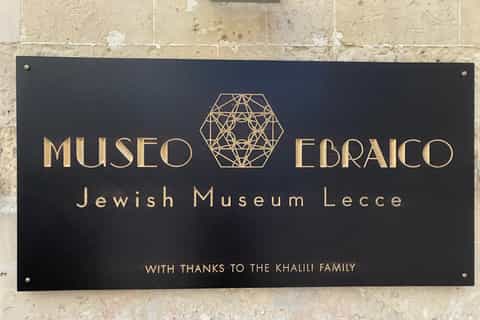 MUSEO EBRAICO
Jewish Museum Lecce
WITH THANKS TO THE KHALILI FAMILY